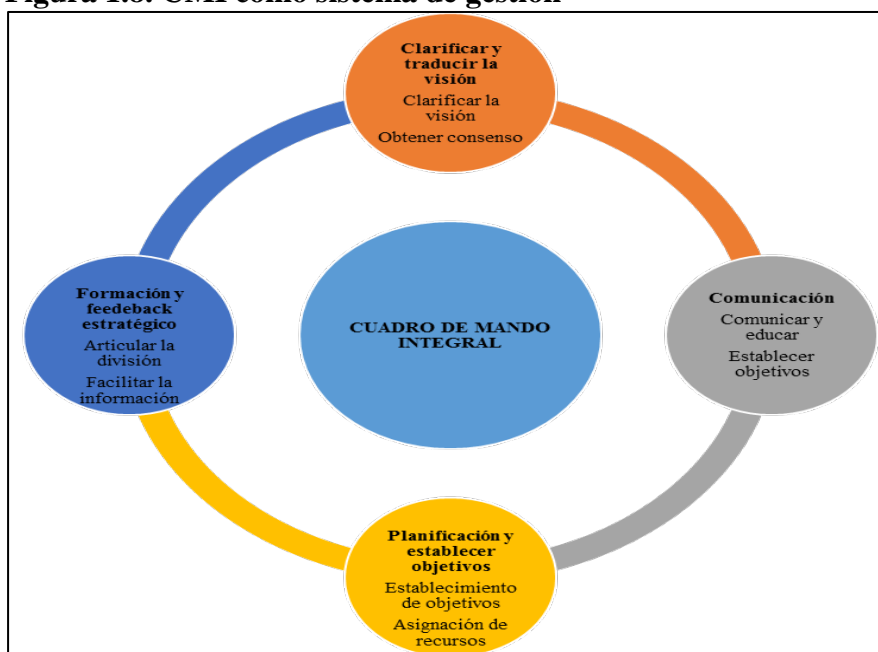 Figura 1.8. CMI como sistema de gestión
Clarificar y
traducir la
visión
Clarificar la
visión
Obtener consenso
Formación y
feedeback
estratégico
Articular la
división
Facilitar la
información
CUADRO DE MANDO
INTEGRAL
Comunicación
Comunicar y
educar
Establecer
objetivos
Planificación y
establecer
objetivos
Establecimiento
de objetivos
Asignación de
recursos